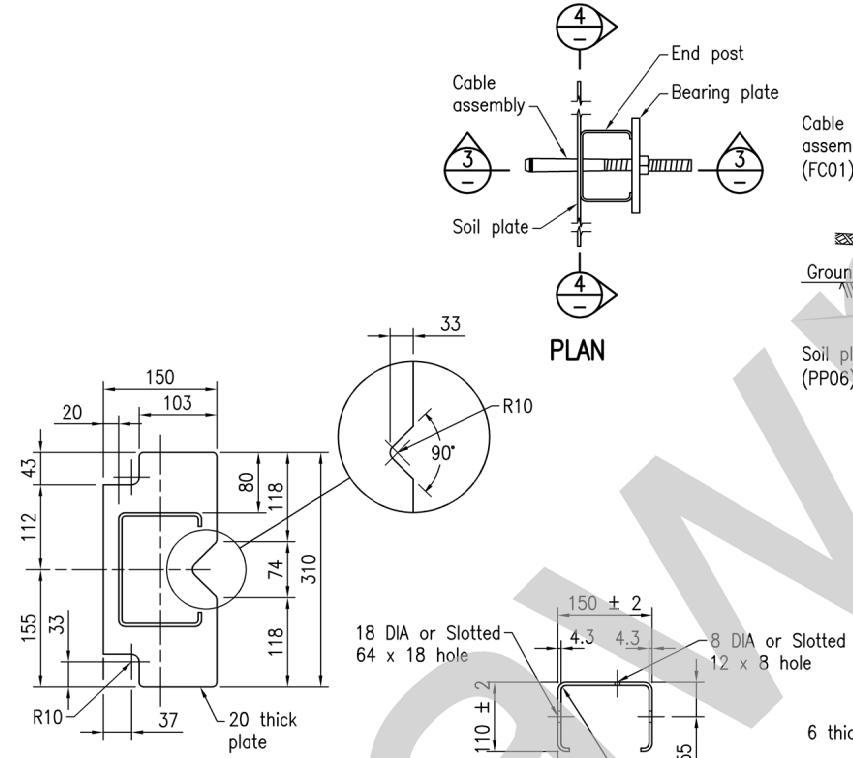 4
–
End post
Cable
assembly
Bearing plate
3
–
3
–
Soil plate
4
–
PLAN
Cable
assem
(FC01)
Groun
Soil pl
(PP06)
33
R10
90°
150
103
20
43
112
155
33
80
118
74
118
310
R10
37
20 thick
plate
150 ± 2
4.3
4.3
18 DIA or Slotted
64 x 18 hole
8 DIA or Slotted
12 x 8 hole
110 ± 2
55
6 thic